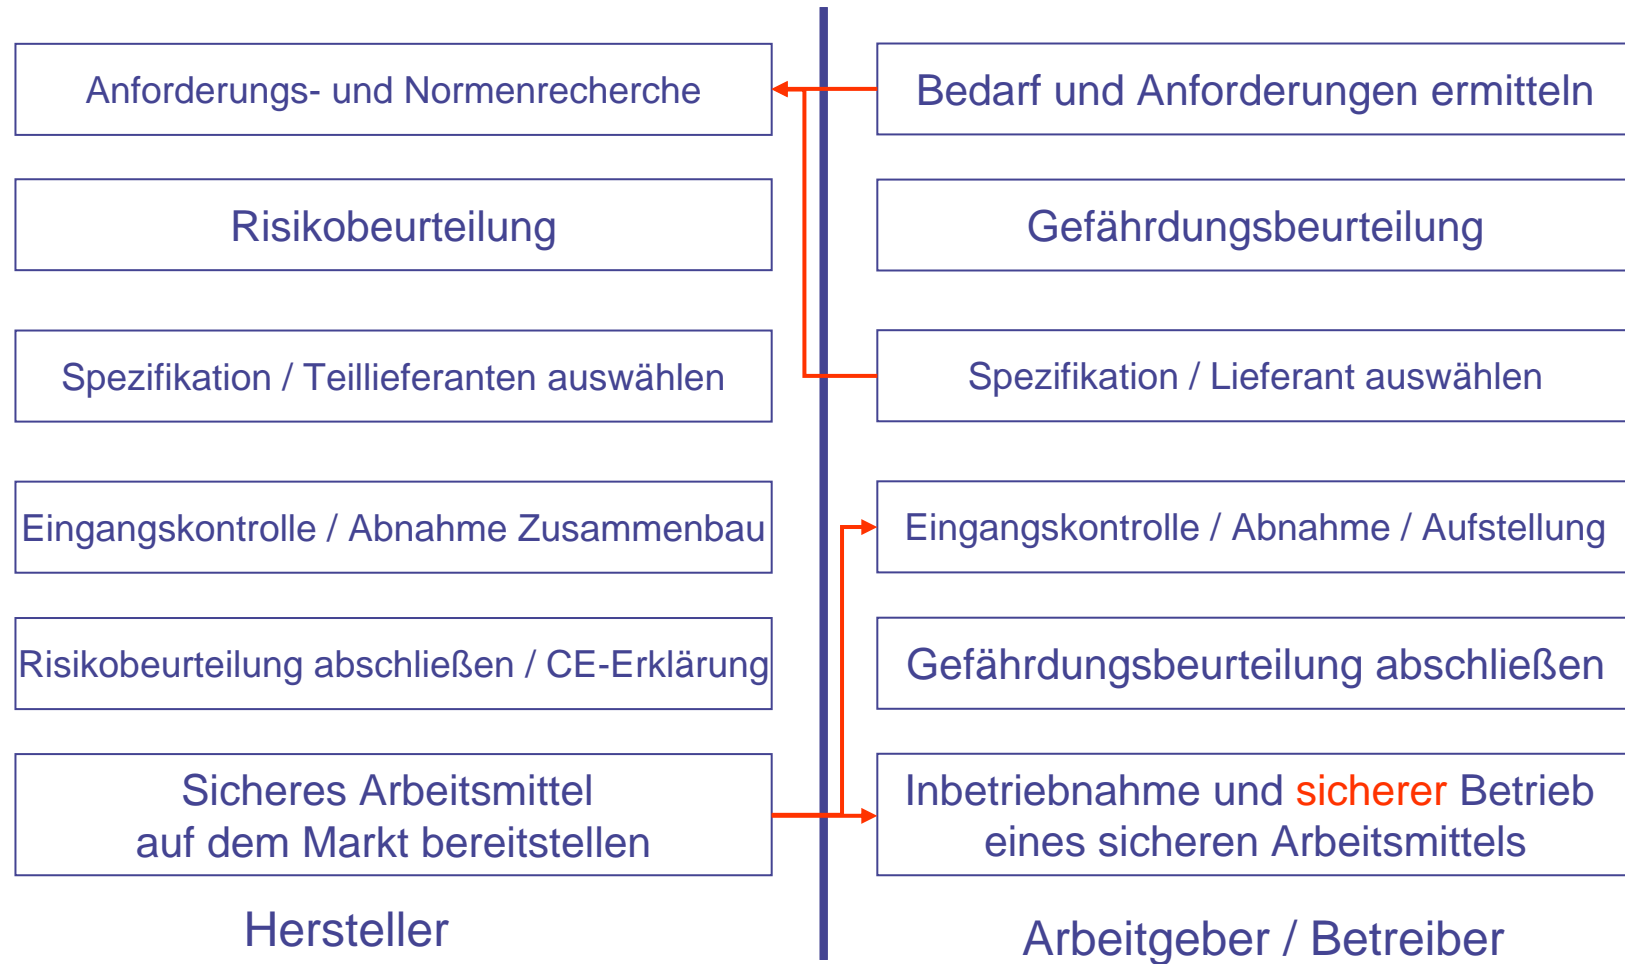 Anforderungs- und Normenrecherche
Bedarf und Anforderungen ermitteln
Risikobeurteilung
Gefährdungsbeurteilung
Spezifikation / Teillieferanten auswählen
Spezifikation / Lieferant auswählen
Eingangskontrolle / Abnahme Zusammenbau
Eingangskontrolle / Abnahme / Aufstellung
Risikobeurteilung abschließen / CE-Erklärung
Gefährdungsbeurteilung abschließen
Sicheres Arbeitsmittel
auf dem Markt bereitstellen
Inbetriebnahme und sicherer Betrieb
eines sicheren Arbeitsmittels
Hersteller
Arbeitgeber / Betreiber